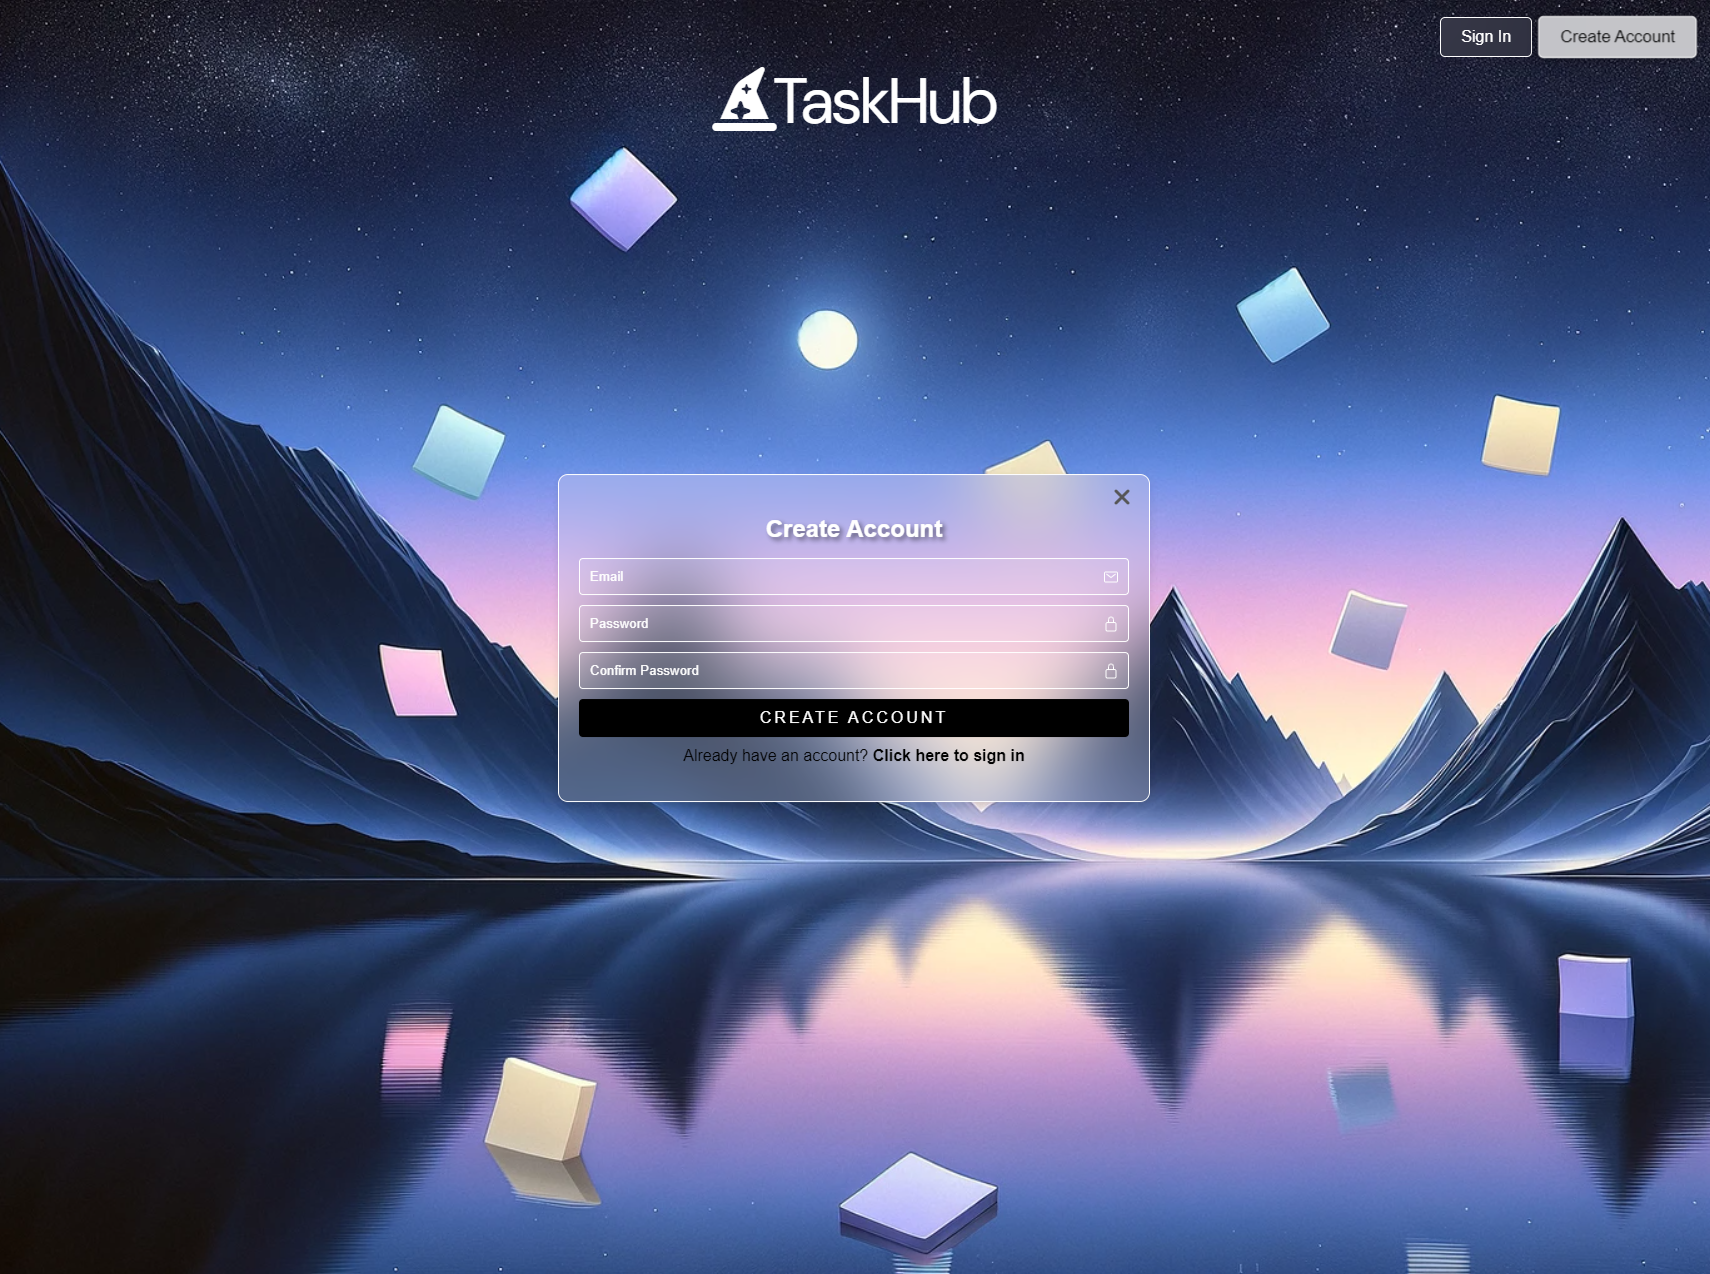 Sign In
Create Account
TaskHub
Create Account
Email
Password
Confirm Password
CREATE ACCOUNT
Already have an account? Click here to sign in